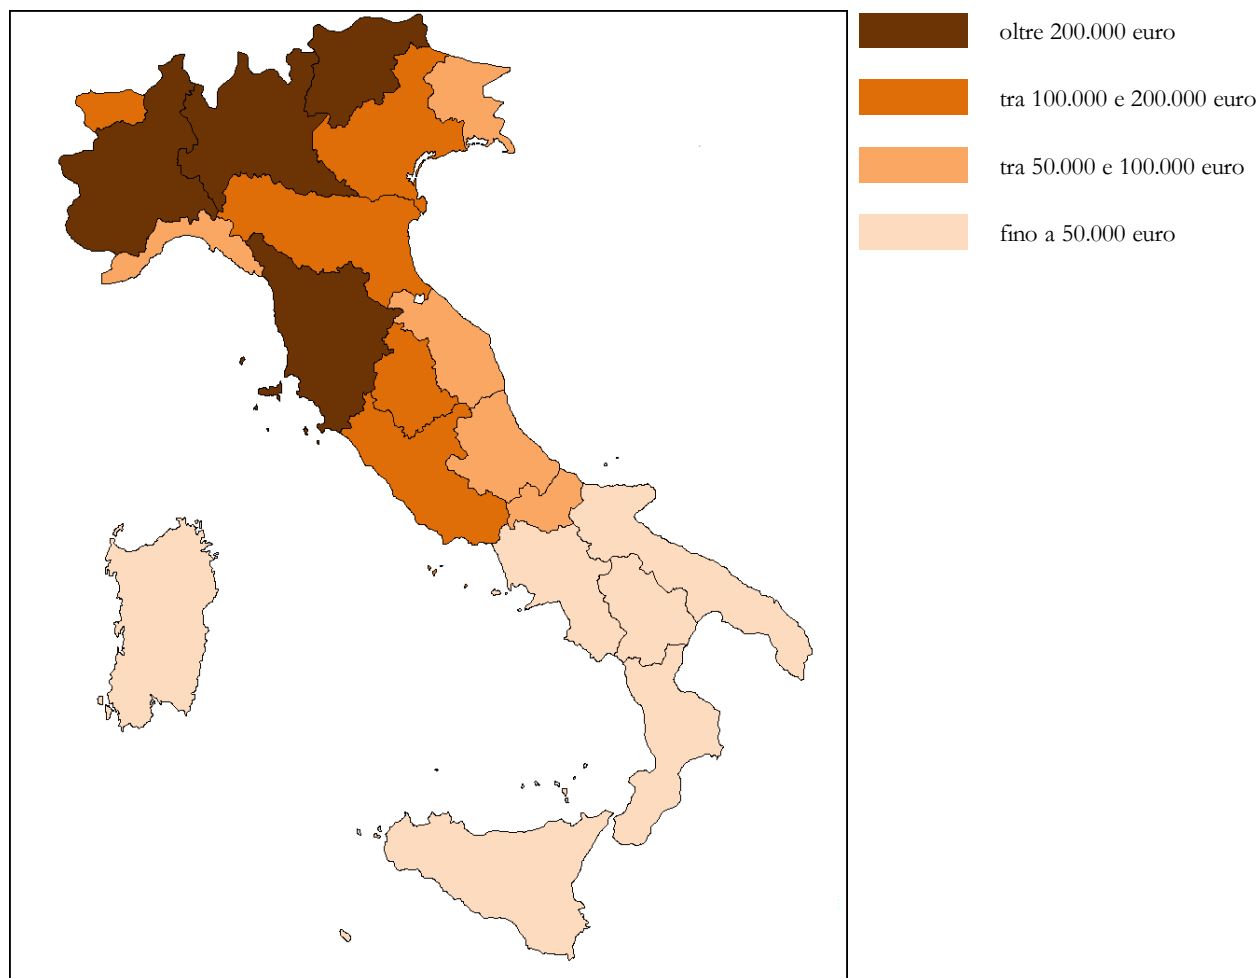 oltre 200.000 euro
tra 100.000 e 200.000 euro
tra 50.000 e 100.000 euro
fino a 50.000 euro